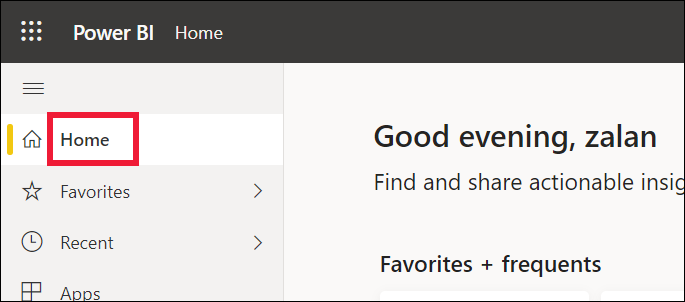 Power BI Home
Home
Good evening, zalan
Favorites
Find and share actionable insig
Recent
Favorites + frequents
Apps